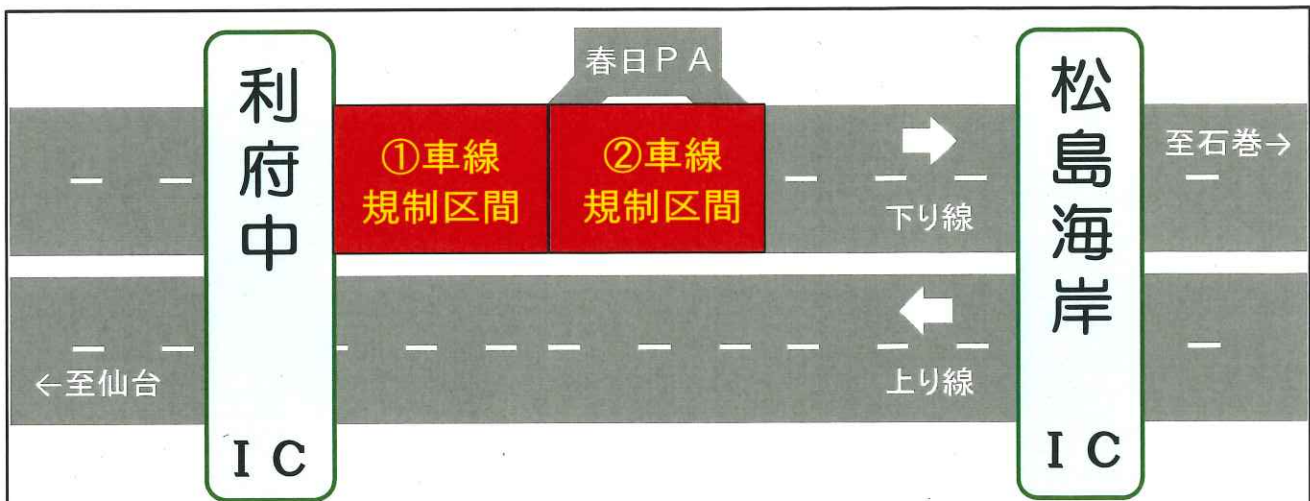 春日PA
利府中
IC
①車線
規制区間
②車線
規制区間
下り線
松島海岸
IC
至石巻→
←至仙台
上り線